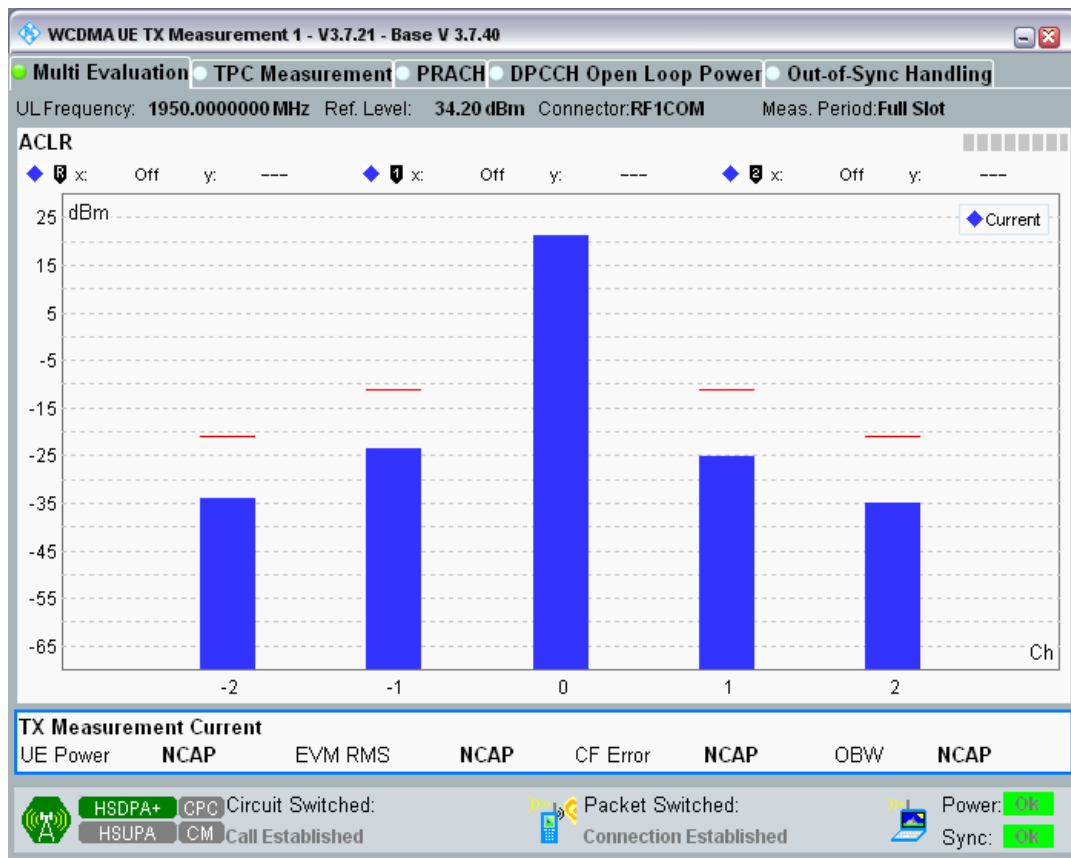 WCDMA UE TX Measurement 1 - V3.7.21 - Base V 3.7.40
Multi Evaluation TPC Measurement PRACH DPCCH Open Loop Power Out-of-Sync Handling
ULFrequency: 1950.0000000 MHz Ref. Level: 34.20 dBm Connector:RF1COM Meas. Period:Full Slot
ACLR
R x: Off y: --- 1 x: Off y: --- 2 x: Off y: ---
dBm
Current
25
15
5
-5
-15
-25
-35
-45
-55
-65
Ch
-2 -1 0 1 2
TX Measurement Current
UE Power NCAP EVM RMS NCAP CF Error NCAP OBW NCAP
HSDPA+ CPC Circuit Switched: Packet Switched: Power: Ok
HSUPA CM Call Established Connection Established Sync: Ok